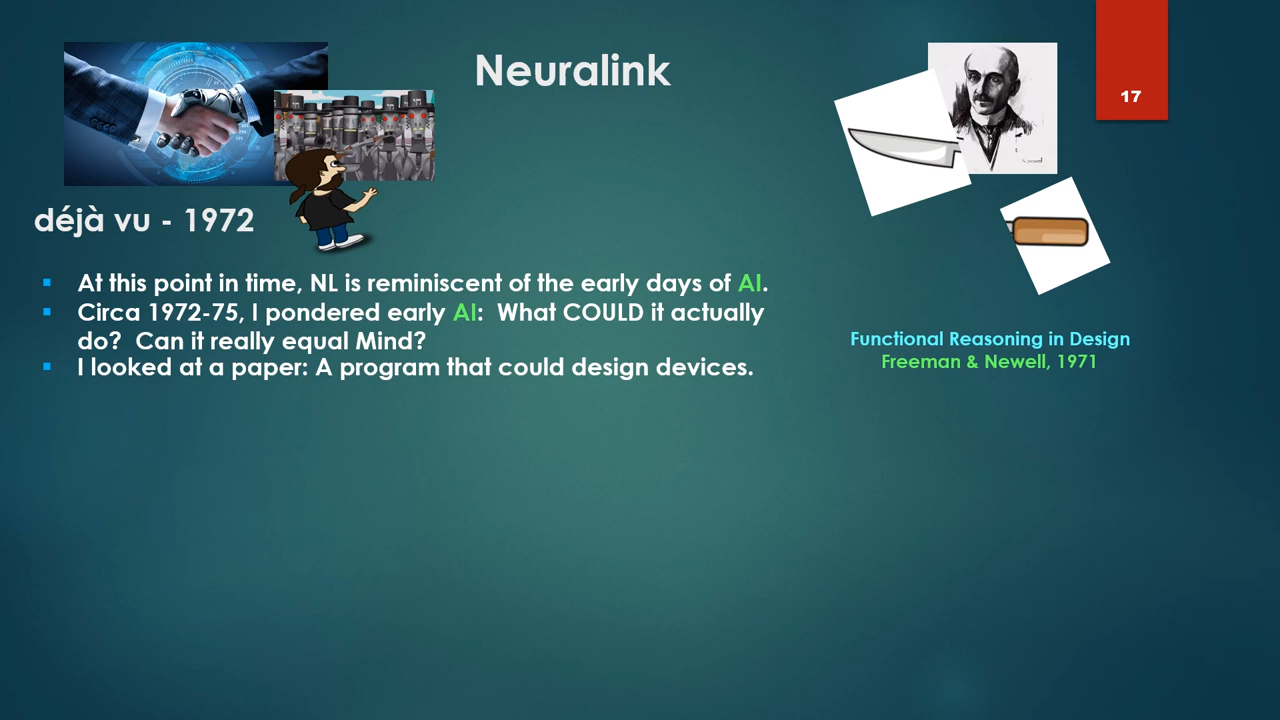 Neuralink
17
déjà vu - 1972
At this point in time, NL is reminiscent of the early days of AI.
Circa 1972-75, I pondered early AI:  What COULD it actually
do?  Can it really equal Mind?
I looked at a paper: A program that could design devices.
Functional Reasoning in Design
Freeman & Newell, 1971